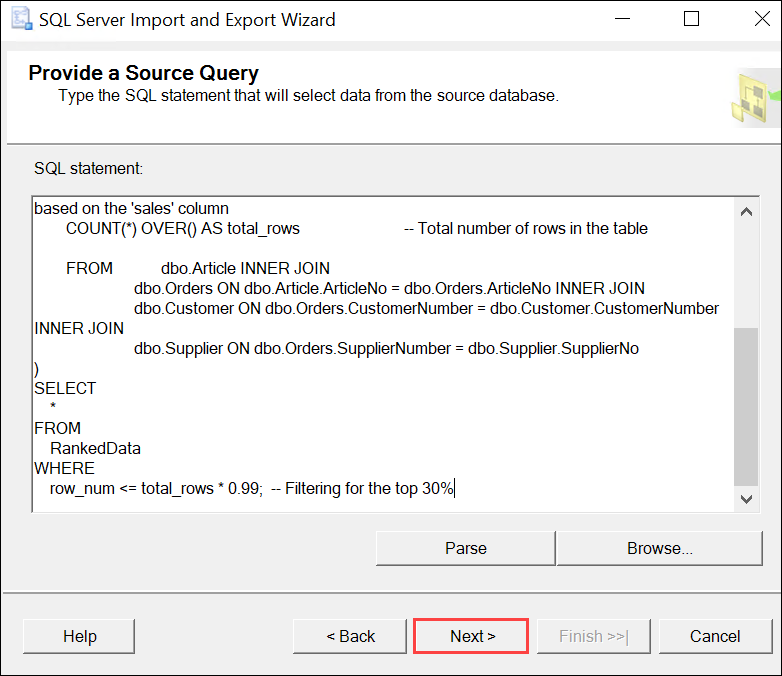 SQL Server Import and Export Wizard
Provide a Source Query
Type the SQL statement that will select data from the source database.
SQL statement:
based on the 'sales' column
COUNT(*) OVER() AS total_rows -- Total number of rows in the table
FROM dbo.Article INNER JOIN
dbo.Orders ON dbo.Article.ArticleNo = dbo.Orders.ArticleNo INNER JOIN
dbo.Customer ON dbo.Orders.CustomerNumber = dbo.Customer.CustomerNumber
INNER JOIN
dbo.Supplier ON dbo.Orders.SupplierNumber = dbo.Supplier.SupplierNo
)
SELECT
*
FROM
RankedData
WHERE
row_num <= total_rows * 0.99; -- Filtering for the top 30%
Parse Browse...
Help < Back Next > Finish >>| Cancel